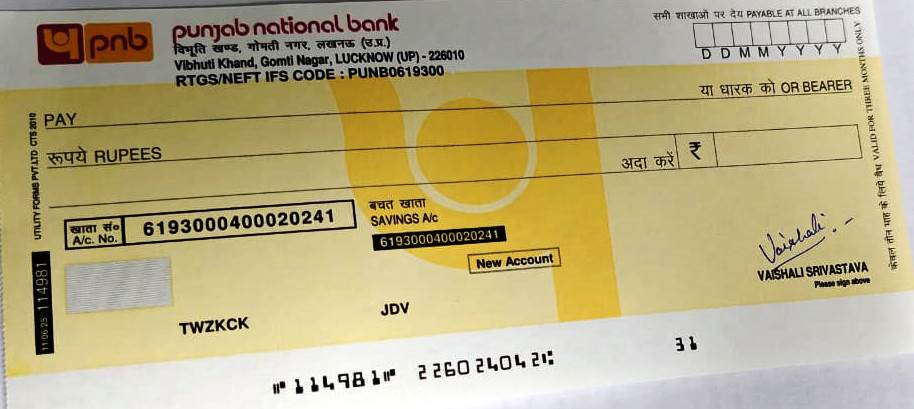 pnb punjab national bank
विभूति खण्ड, गोमती नगर, लखनऊ (उ.प्र.)
Vibhuti Khand, Gomti Nagar, LUCKNOW (UP) - 226010
RTGS/NEFT IFS CODE : PUNB0619300
सभी शाखाओं पर देय PAYABLE AT ALL BRANCHES
D D M M Y Y Y Y
PAY
या धारक को OR BEARER
रूपये RUPEES
अदा करें ₹
खाता सं० A/c. No. 6193000400020241
बचत खाता
SAVINGS A/c
6193000400020241
New Account
Vaishali
VAISHALI SRIVASTAVA
Please sign above
TWZKCK
JDV
⑈114981⑈ 226024042⑆ 31
UTILITY FORMS PVT.LTD CTS 2010
11:06:25 114981
केवल तीन माह के लिये वैध VALID FOR THREE MONTHS ONLY